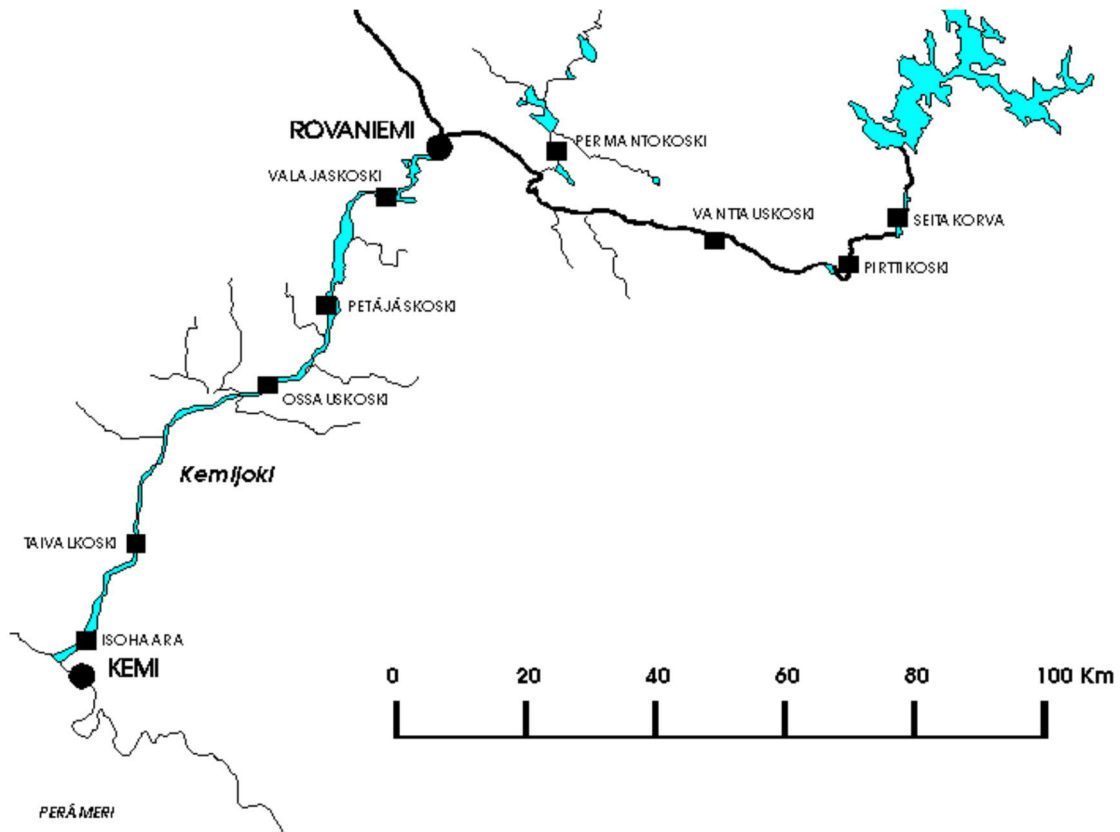 ROVANIEMI
PERMANTOKOSKI
VALAJASKOSKI
VANTTAUSKOSKI
SEITAKORVA
PIRTTIKOSKI
PETÄJÄSKOSKI
OSSAUSKOSKI
Kemijoki
TAIVALKOSKI
ISOHAARA
KEMI
0 20 40 60 80 100 Km
PERÄMERI